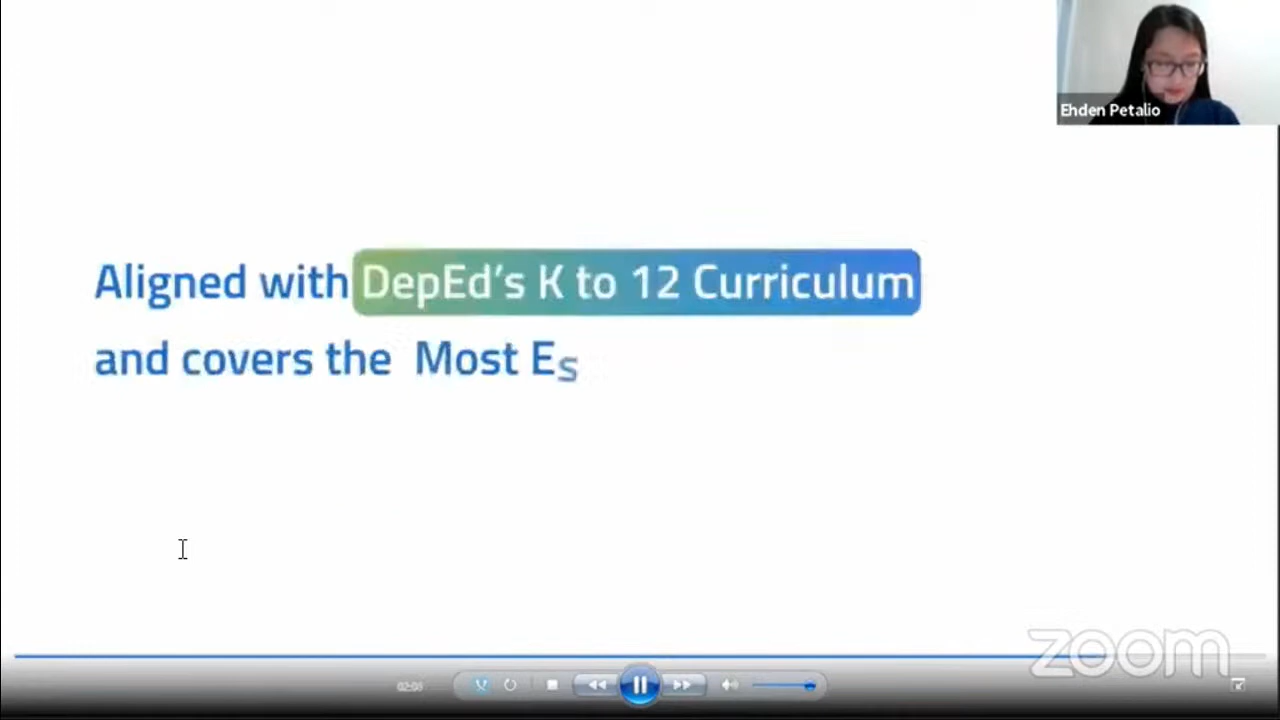 Ehden Petalio
Aligned with DepEd's K to 12 Curriculum
and covers the Most Es
zoom